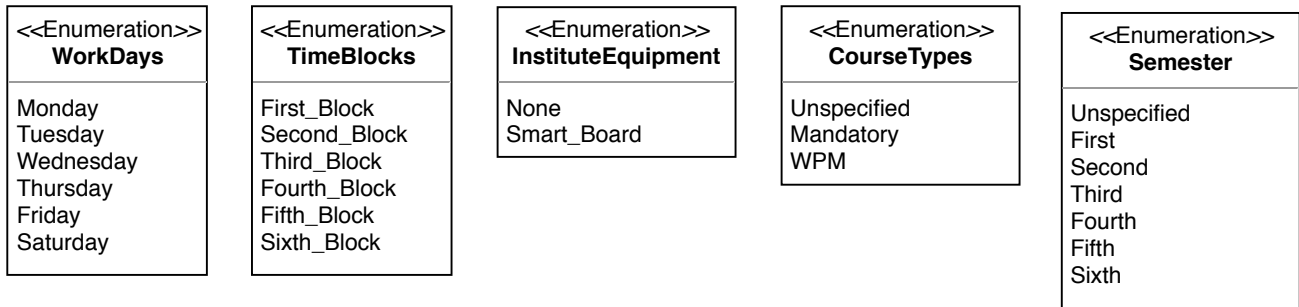 <<Enumeration>>
WorkDays
Monday
Tuesday
Wednesday
Thursday
Friday
Saturday
<<Enumeration>>
TimeBlocks
First_Block
Second_Block
Third_Block
Fourth_Block
Fifth_Block
Sixth_Block
<<Enumeration>>
InstituteEquipment
None
Smart_Board
<<Enumeration>>
CourseTypes
Unspecified
Mandatory
WPM
<<Enumeration>>
Semester
Unspecified
First
Second
Third
Fourth
Fifth
Sixth